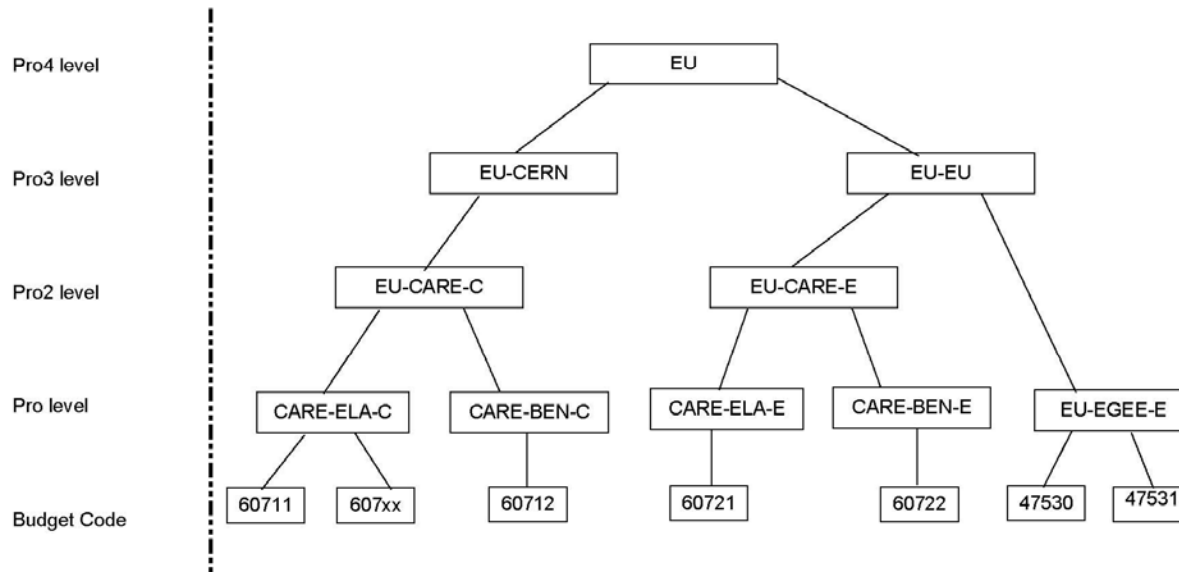 Pro4 level
EU
Pro3 level
EU-CERN
EU-EU
Pro2 level
EU-CARE-C
EU-CARE-E
Pro level
CARE-ELA-C
CARE-BEN-C
CARE-ELA-E
CARE-BEN-E
EU-EGEE-E
Budget Code
60711
607xx
60712
60721
60722
47530
47531